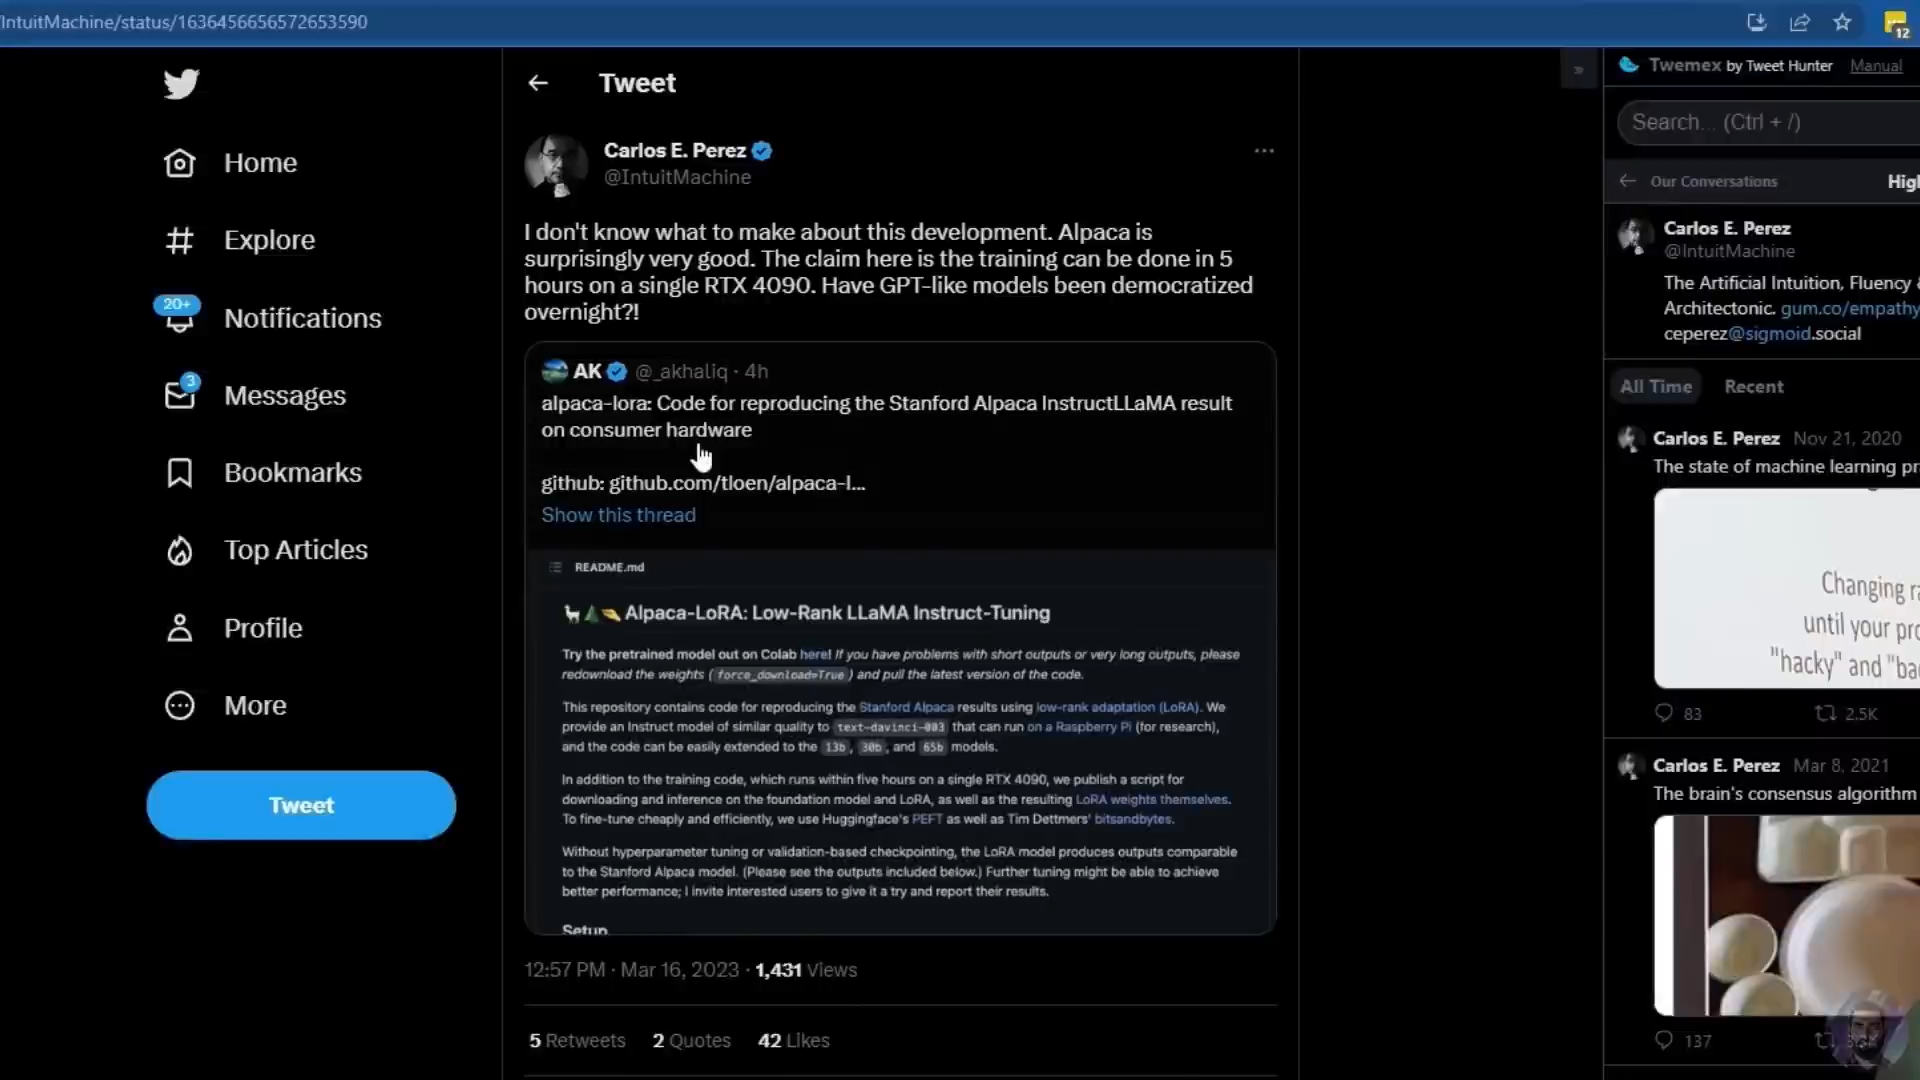 /IntuitMachine/status/1636456656572653590
12
Home
Explore
20+
Notifications
3
Messages
Bookmarks
Top Articles
Profile
More
Tweet
Tweet
Carlos E. Perez
@IntuitMachine
I don't know what to make about this development. Alpaca is
surprisingly very good. The claim here is the training can be done in 5
hours on a single RTX 4090. Have GPT-like models been democratized
overnight?!
AK @_akhaliq · 4h
alpaca-lora: Code for reproducing the Stanford Alpaca InstructLLaMA result
on consumer hardware
github: github.com/tloen/alpaca-l...
Show this thread
README.md
Alpaca-LoRA: Low-Rank LLaMA Instruct-Tuning
Try the pretrained model out on Colab here! If you have problems with short outputs or very long outputs, please
redownload the weights ( force_download=True ) and pull the latest version of the code.
This repository contains code for reproducing the Stanford Alpaca results using low-rank adaptation (LoRA). We
provide an Instruct model of similar quality to text-davinci-003 that can run on a Raspberry Pi (for research),
and the code can be easily extended to the 13b, 30b, and 65b models.
In addition to the training code, which runs within five hours on a single RTX 4090, we publish a script for
downloading and inference on the foundation model and LoRA, as well as the resulting LoRA weights themselves.
To fine-tune cheaply and efficiently, we use Huggingface's PEFT as well as Tim Dettmers' bitsandbytes.
Without hyperparameter tuning or validation-based checkpointing, the LoRA model produces outputs comparable
to the Stanford Alpaca model. (Please see the outputs included below.) Further tuning might be able to achieve
better performance; I invite interested users to give it a try and report their results.
Setup
12:57 PM · Mar 16, 2023 · 1,431 Views
5 Retweets 2 Quotes 42 Likes
»
Twemex by Tweet Hunter Manual
Search... (Ctrl + /)
Our Conversations Hig
Carlos E. Perez
@IntuitMachine
The Artificial Intuition, Fluency
Architectonic. gum.co/empathy
ceperez@sigmoid.social
All Time Recent
Carlos E. Perez Nov 21, 2020
The state of machine learning pr
Changing ra
until your pro
"hacky" and "ba
83 2.5K
Carlos E. Perez Mar 8, 2021
The brain's consensus algorithm
137